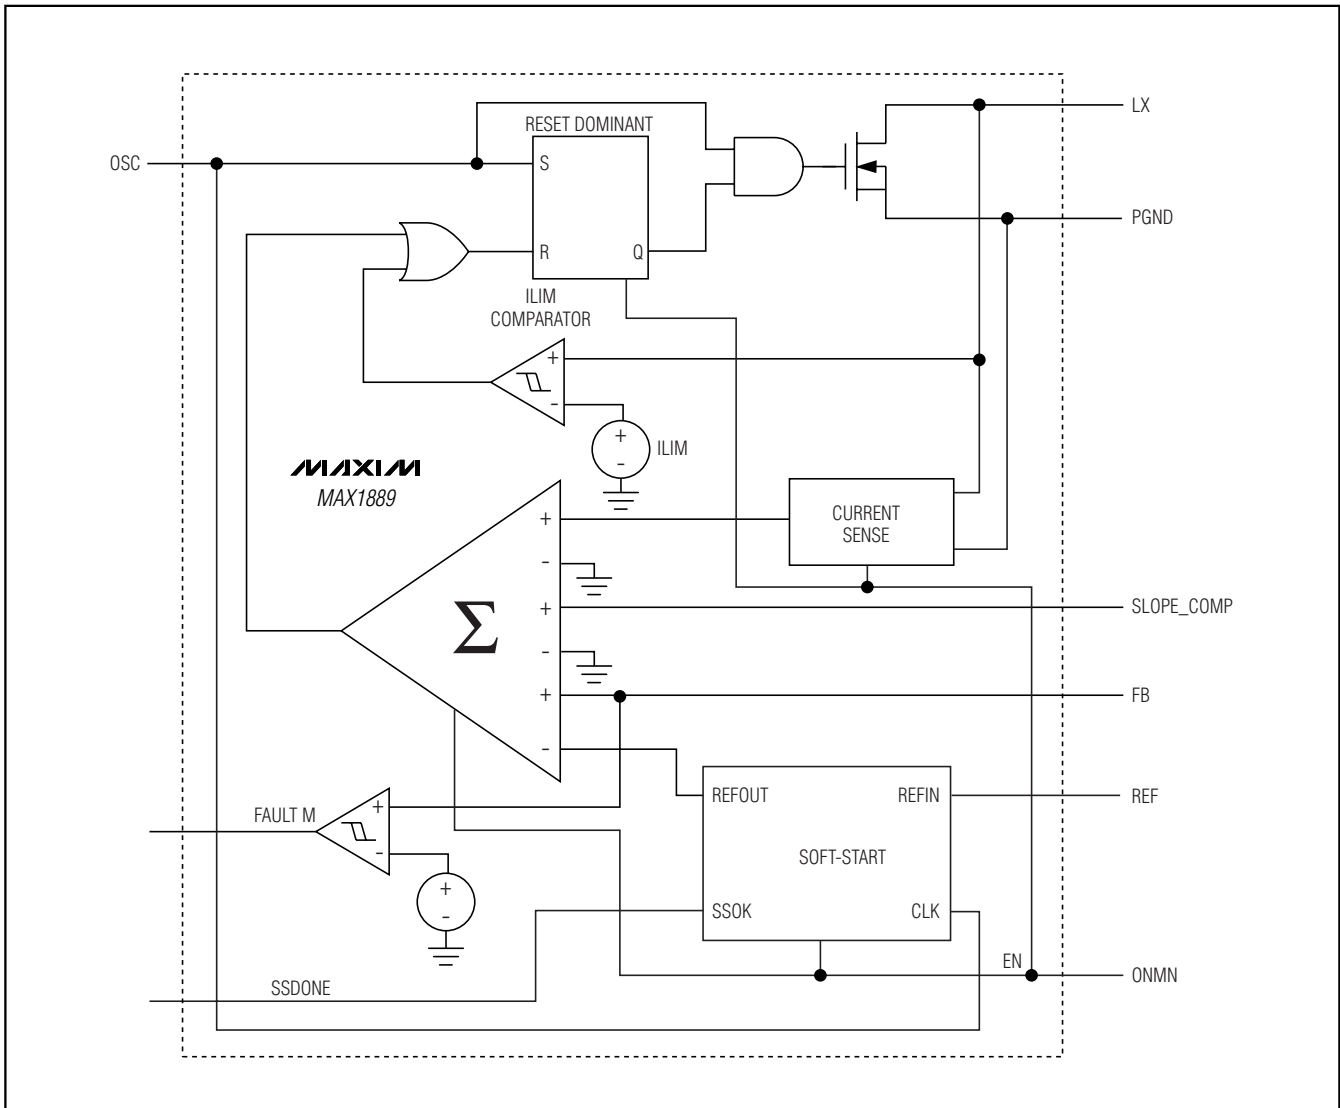 LX
RESET DOMINANT
OSC
S
PGND
R
Q
ILIM
COMPARATOR
+
-
+
-
ILIM
MAXIM
MAX1889
CURRENT
SENSE
+
-
+
-
+
-
Σ
SLOPE_COMP
FB
REFOUT
REFIN
REF
FAULT M
+
-
SOFT-START
+
-
SSOK
CLK
EN
ONMN
SSDONE